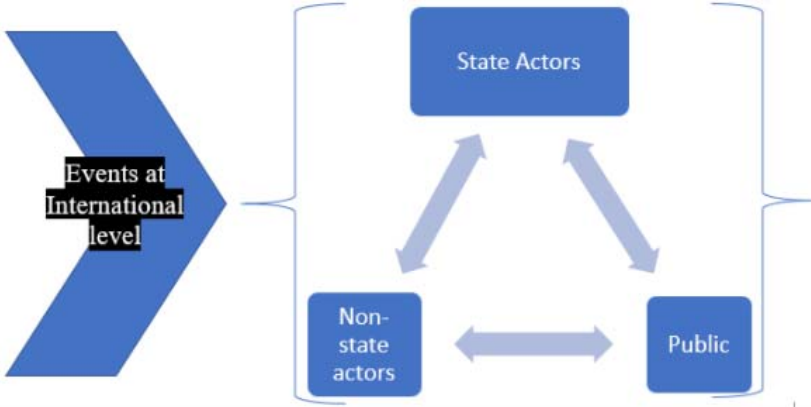 State Actors
Events at
International
level
Non-
state
actors
Public